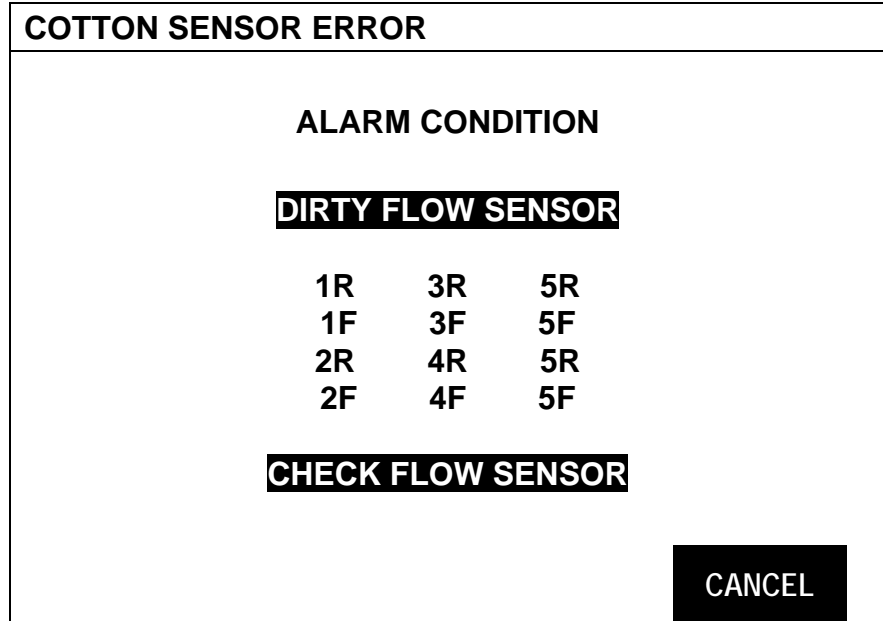 COTTON SENSOR ERROR
ALARM CONDITION
DIRTY FLOW SENSOR
1R 3R 5R
1F 3F 5F
2R 4R 5R
2F 4F 5F
CHECK FLOW SENSOR
CANCEL